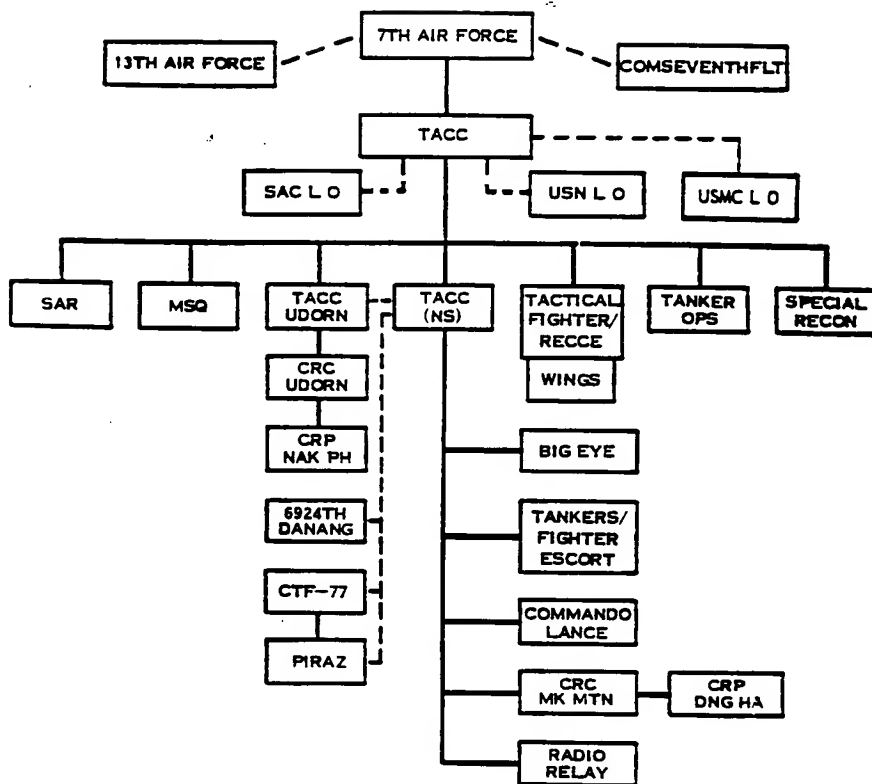 7TH AIR FORCE
13TH AIR FORCE
COMSEVENTHFLT
TACC
SAC L O
USN L O
USMC L O
SAR
MSQ
TACC
UDORN
TACC
(NS)
TACTICAL
FIGHTER/
RECCE
WINGS
TANKER
OPS
SPECIAL
RECON
CRC
UDORN
CRP
NAK PH
6924TH
DANANG
CTF-77
PIRAZ
BIG EYE
TANKERS/
FIGHTER
ESCORT
COMMANDO
LANCE
CRC
MK MTN
CRP
DNG HA
RADIO
RELAY